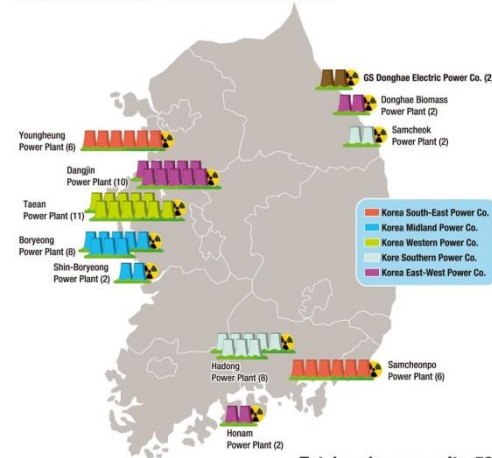 GS Donghae Electric Power Co. (2
Donghae Biomass
Power Plant (2)
Samcheok
Power Plant (2)
Youngheung
Power Plant (6)
Dangjin
Power Plant (10)
Taean
Power Plant (11)
Boryeong
Power Plant (8)
Shin-Boryeong
Power Plant (2)
Korea South-East Power Co.
Korea Midland Power Co.
Korea Western Power Co.
Kore Southern Power Co.
Korea East-West Power Co.
Hadong
Power Plant (8)
Samcheonpo
Power Plant (6)
Honam
Power Plant (2)